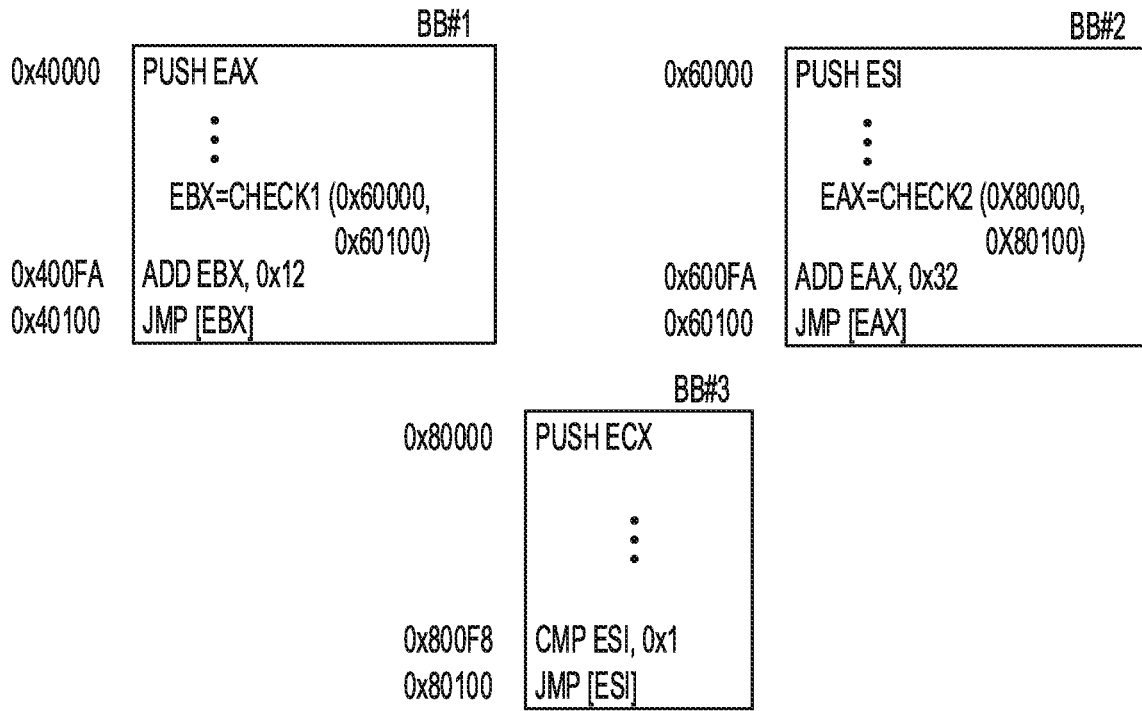 BB#1
0x40000 PUSH EAX
EBX=CHECK1 (0x60000,
0x60100)
0x400FA ADD EBX, 0x12
0x40100 JMP [EBX]
BB#2
0x60000 PUSH ESI
EAX=CHECK2 (0X80000,
0X80100)
0x600FA ADD EAX, 0x32
0x60100 JMP [EAX]
BB#3
0x80000 PUSH ECX
0x800F8 CMP ESI, 0x1
0x80100 JMP [ESI]